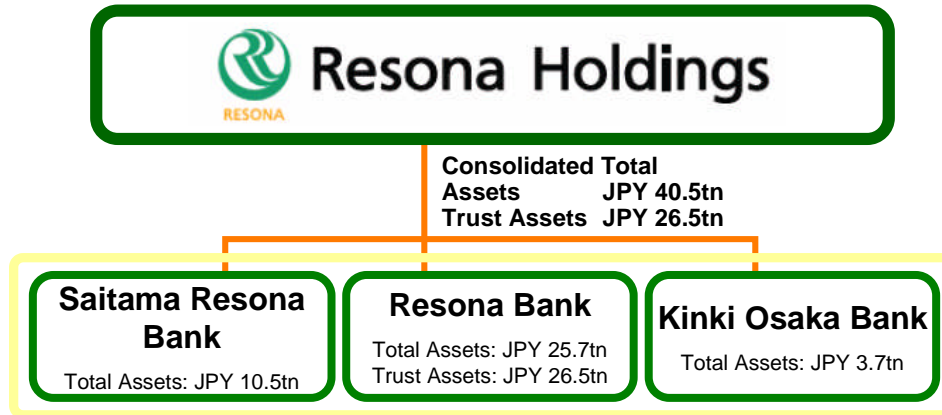 RESONA
Resona Holdings
Consolidated Total
Assets JPY 40.5tn
Trust Assets JPY 26.5tn
Saitama Resona
Bank
Total Assets: JPY 10.5tn
Resona Bank
Total Assets: JPY 25.7tn
Trust Assets: JPY 26.5tn
Kinki Osaka Bank
Total Assets: JPY 3.7tn